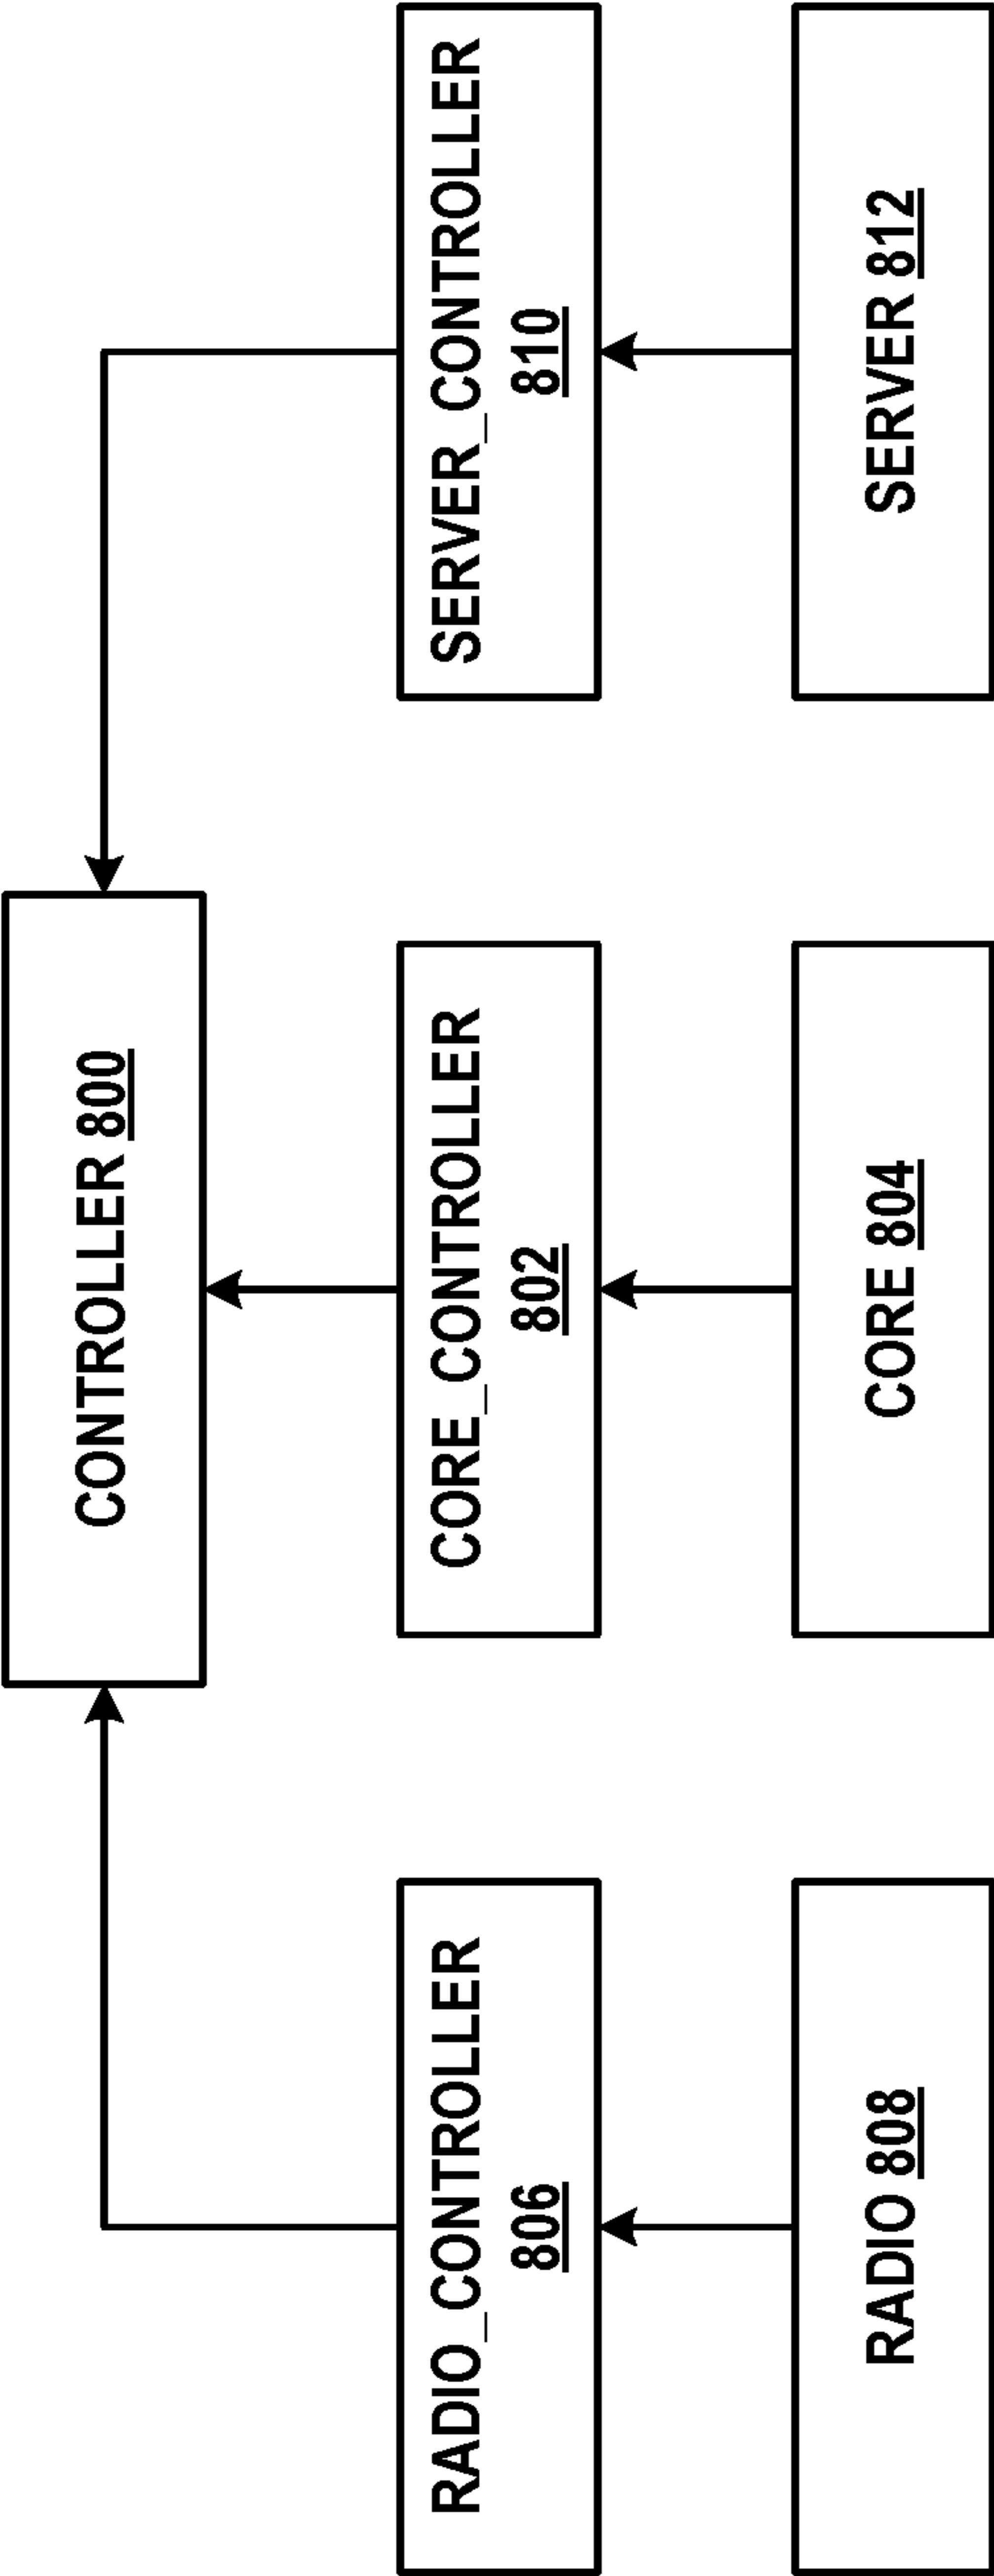 CONTROLLER 800
RADIO_CONTROLLER
806
CORE_CONTROLLER
802
SERVER_CONTROLLER
810
RADIO 808
CORE 804
SERVER 812